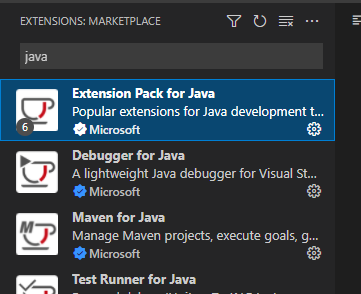 EXTENSIONS: MARKETPLACE
java
Extension Pack for Java
Popular extensions for Java development t...
6
Microsoft
Debugger for Java
A lightweight Java debugger for Visual St...
Microsoft
M
Maven for Java
Manage Maven projects, execute goals, g...
Microsoft
Test Runner for Java